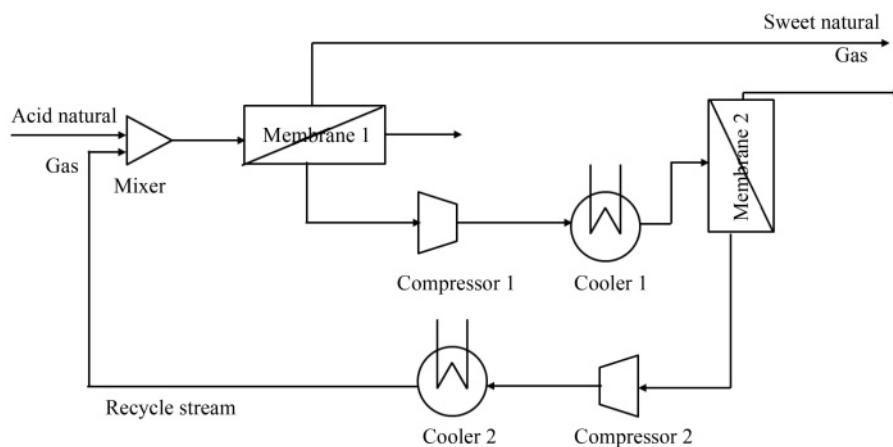 Sweet natural
Gas
Acid natural
Gas
Mixer
Membrane 1
Membrane 2
Compressor 1
Cooler 1
Recycle stream
Cooler 2
Compressor 2